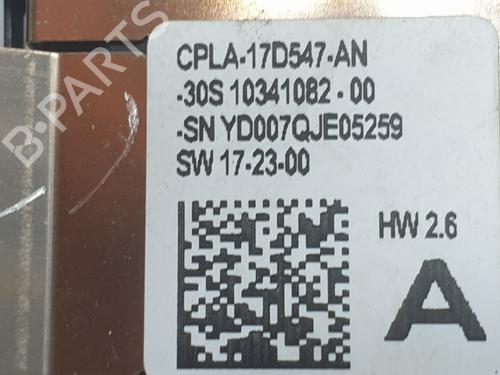 CPLA-17D547-AN
-30S 10341082 - 00
-SN YD007QJE05259
SW 17-23-00
HW 2.6
A
B-PARTS